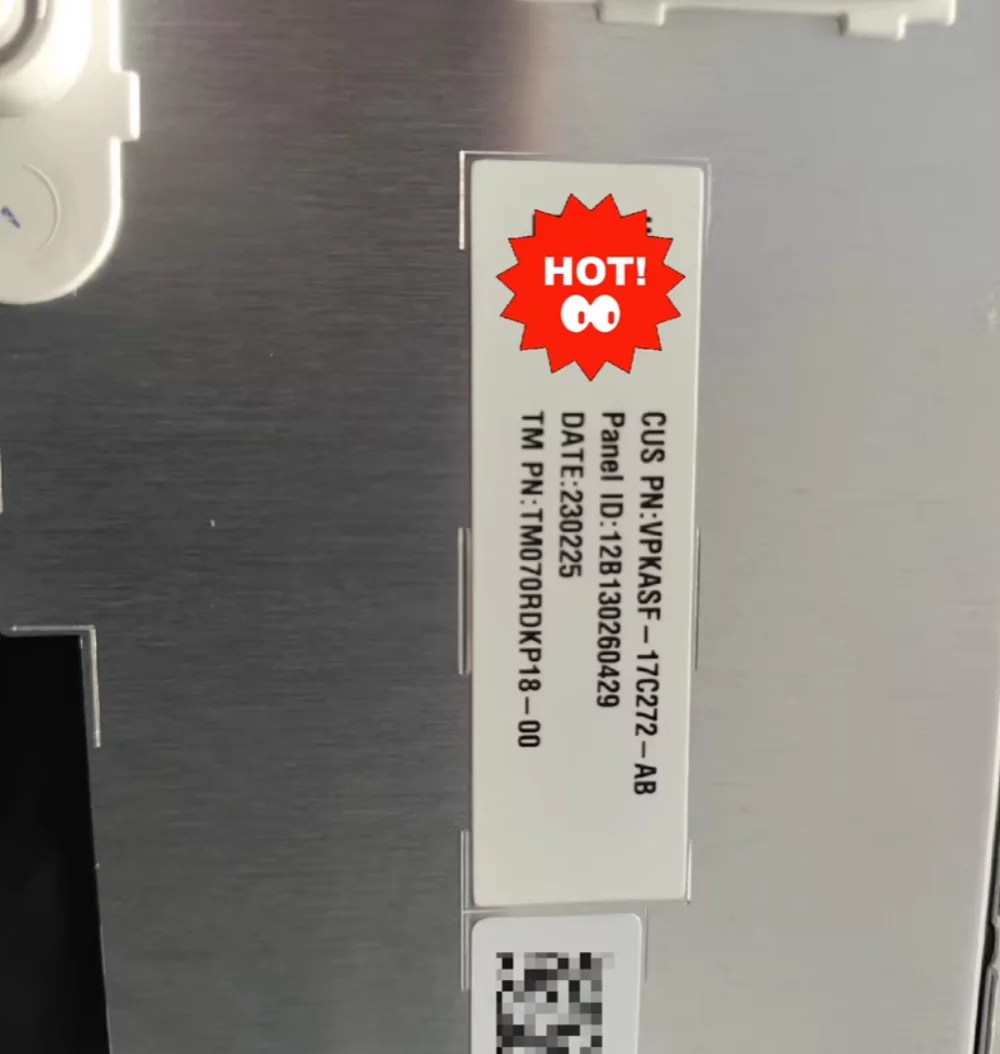 HOT!
CUS PN:VPKASF-17C272-AB
Panel ID:12B130260429
DATE:230225
TM PN:TM070RDKP18-00